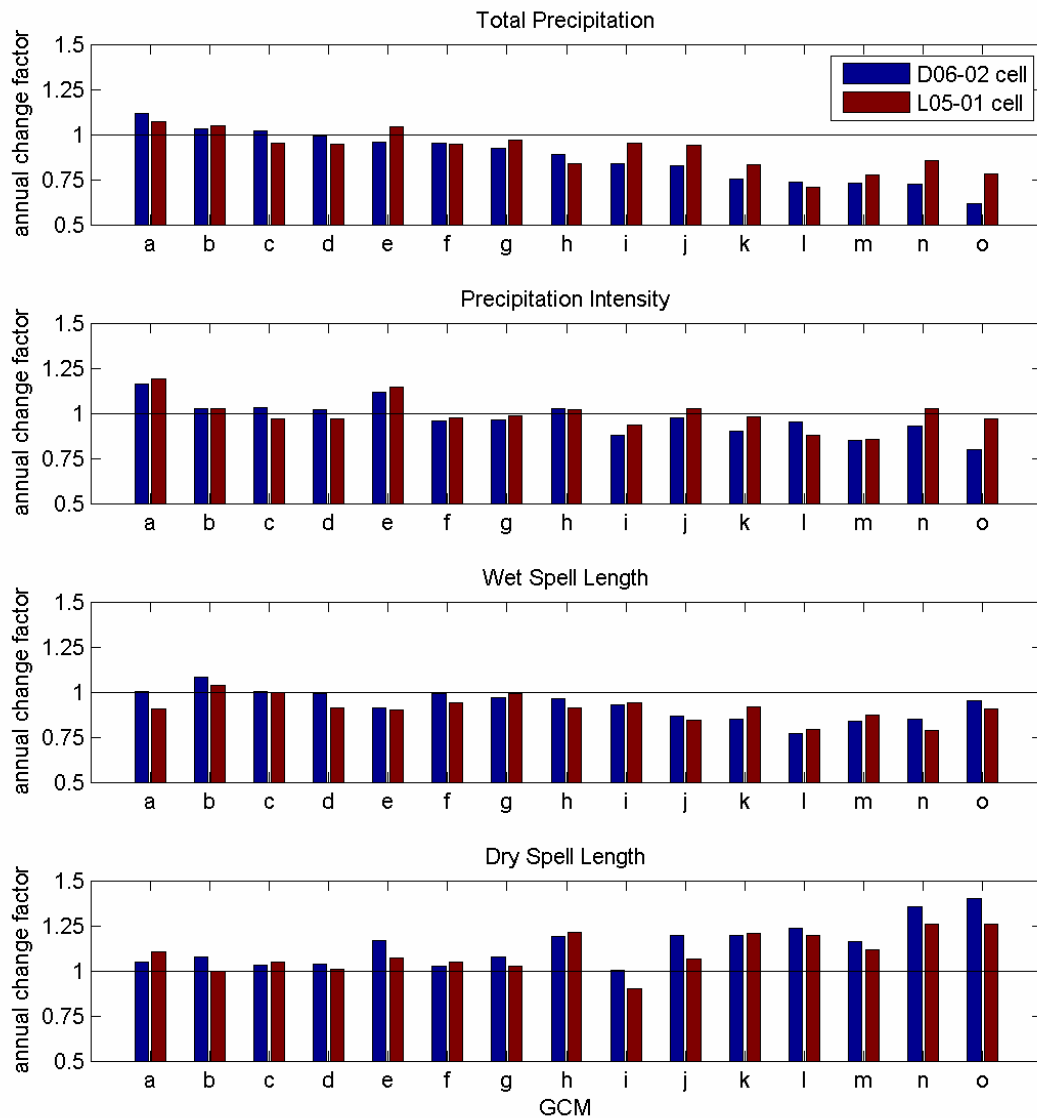 Total Precipitation
annual change factor
1.5
1.25
1
0.75
0.5
D06-02 cell
L05-01 cell
a b c d e f g h i j k l m n o
Precipitation Intensity
annual change factor
1.5
1.25
1
0.75
0.5
a b c d e f g h i j k l m n o
Wet Spell Length
annual change factor
1.5
1.25
1
0.75
0.5
a b c d e f g h i j k l m n o
Dry Spell Length
annual change factor
1.5
1.25
1
0.75
0.5
a b c d e f g h i j k l m n o
GCM